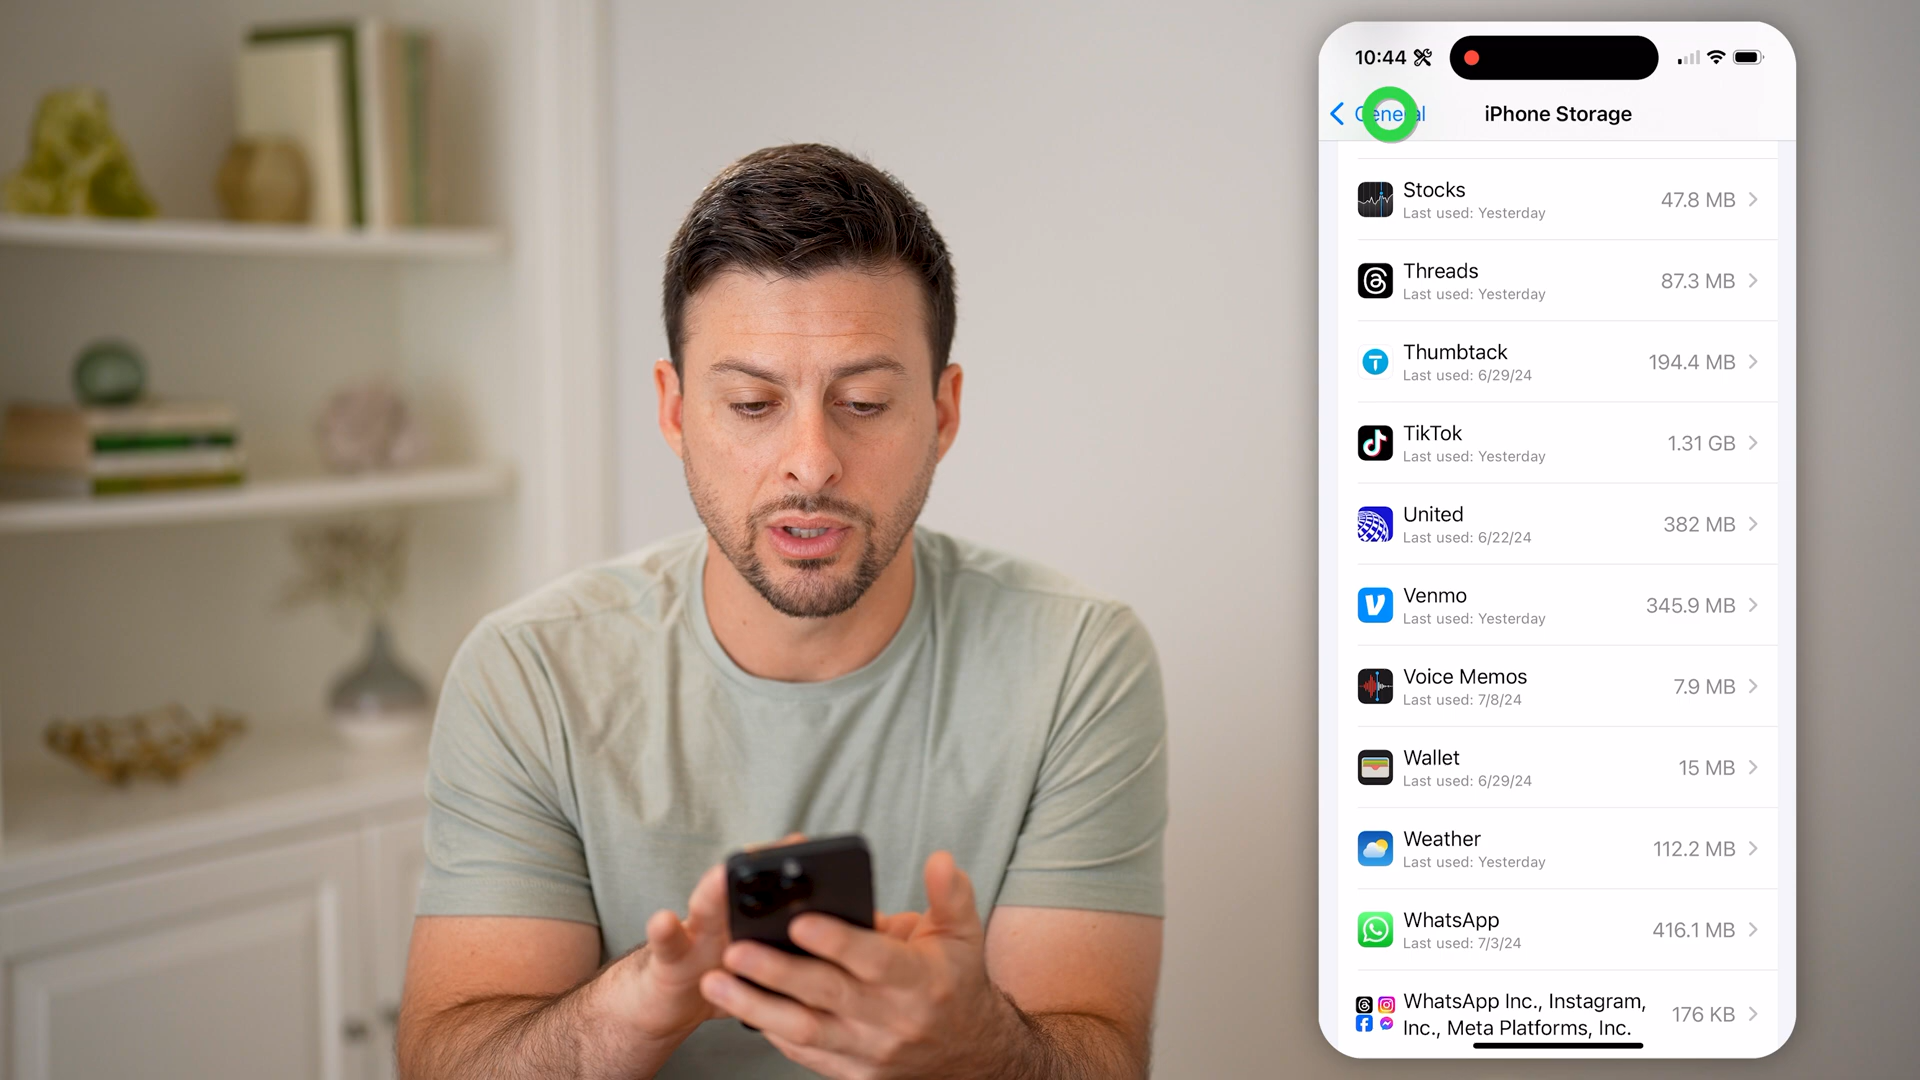 10:44
General
iPhone Storage
Stocks
47.8 MB
Last used: Yesterday
Threads
87.3 MB
Last used: Yesterday
Thumbtack
194.4 MB
Last used: 6/29/24
TikTok
1.31 GB
Last used: Yesterday
United
382 MB
Last used: 6/22/24
Venmo
345.9 MB
Last used: Yesterday
Voice Memos
7.9 MB
Last used: 7/8/24
Wallet
15 MB
Last used: 6/29/24
Weather
112.2 MB
Last used: Yesterday
WhatsApp
416.1 MB
Last used: 7/3/24
WhatsApp Inc., Instagram,
Inc., Meta Platforms, Inc.
176 KB